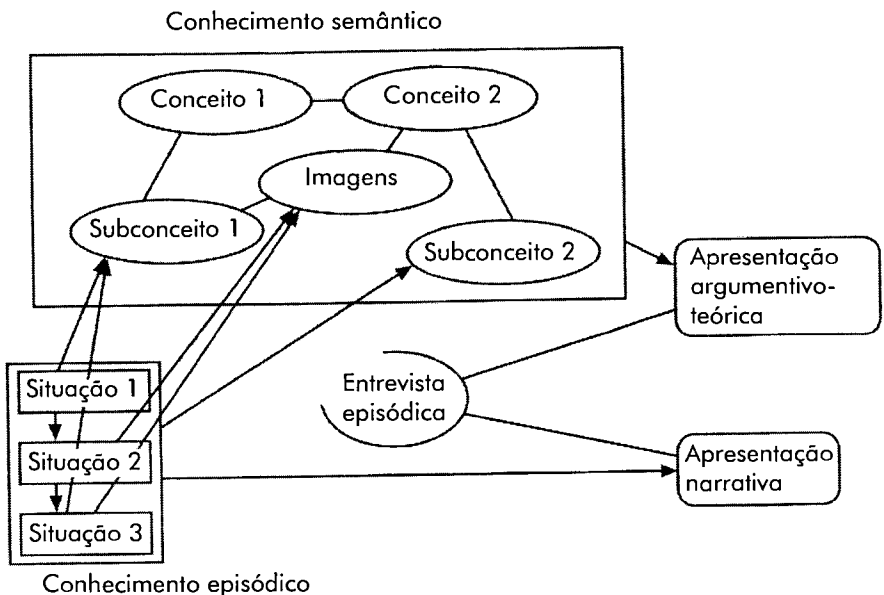 Conhecimento semântico
Conceito 1
Conceito 2
Imagens
Subconceito 1
Subconceito 2
Apresentação
argumentivo-
teórica
Situação 1
Situação 2
Situação 3
Entrevista
episódica
Apresentação
narrativa
Conhecimento episódico